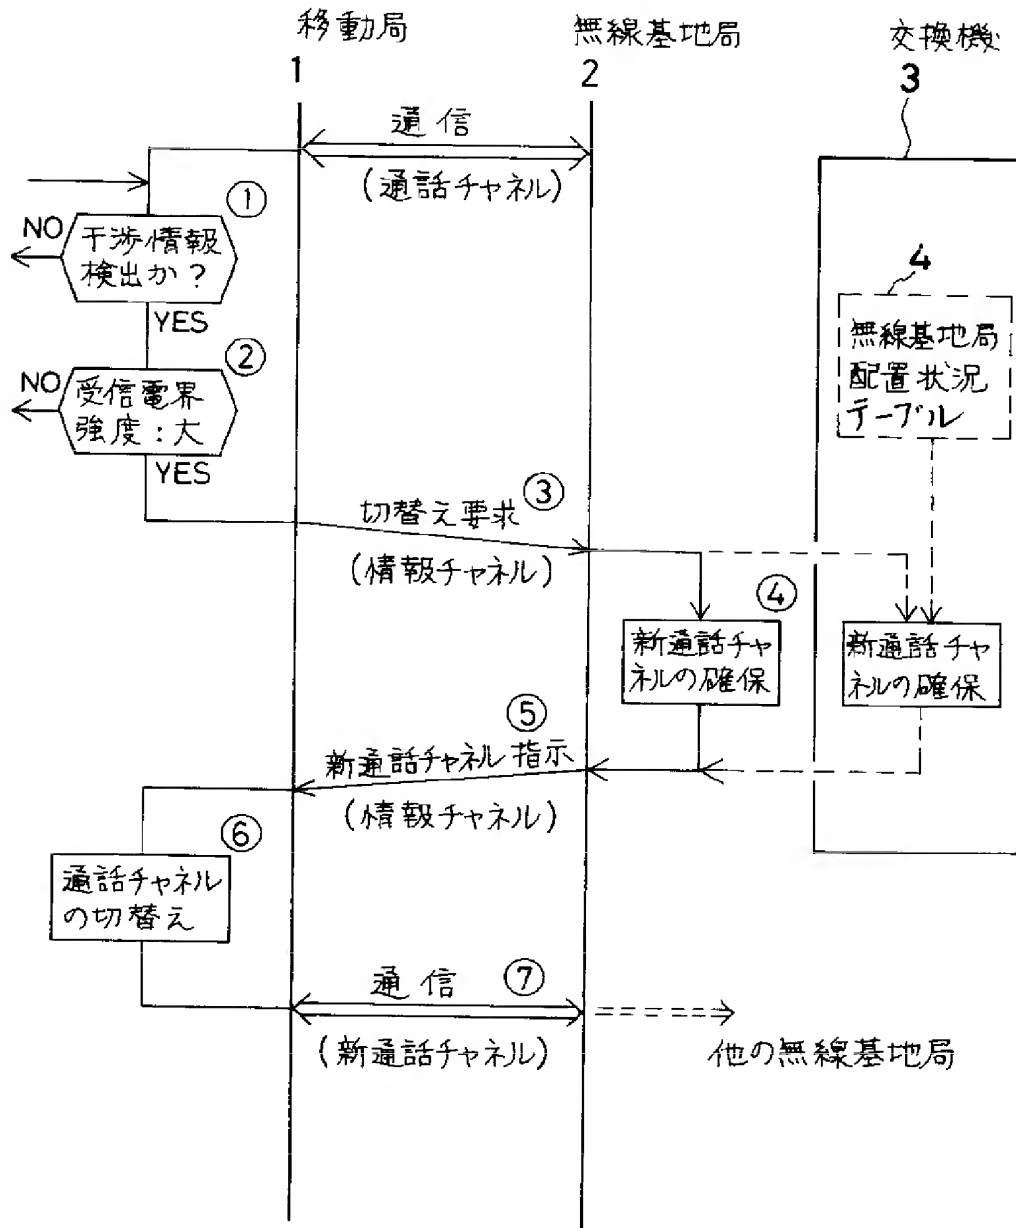 移動局
1
無線基地局
2
交換機
3
通信
(通話チャネル)
①
NO
干渉情報
検出か?
YES
4
無線基地局
配置状況
テーブル
②
NO
受信電界
強度:大
YES
③
切替え要求
(情報チャネル)
④
新通話チャ
ネルの確保
新通話チャ
ネルの確保
⑤
新通話チャネル指示
(情報チャネル)
⑥
通話チャネル
の切替え
通信
⑦
(新通話チャネル)
他の無線基地局